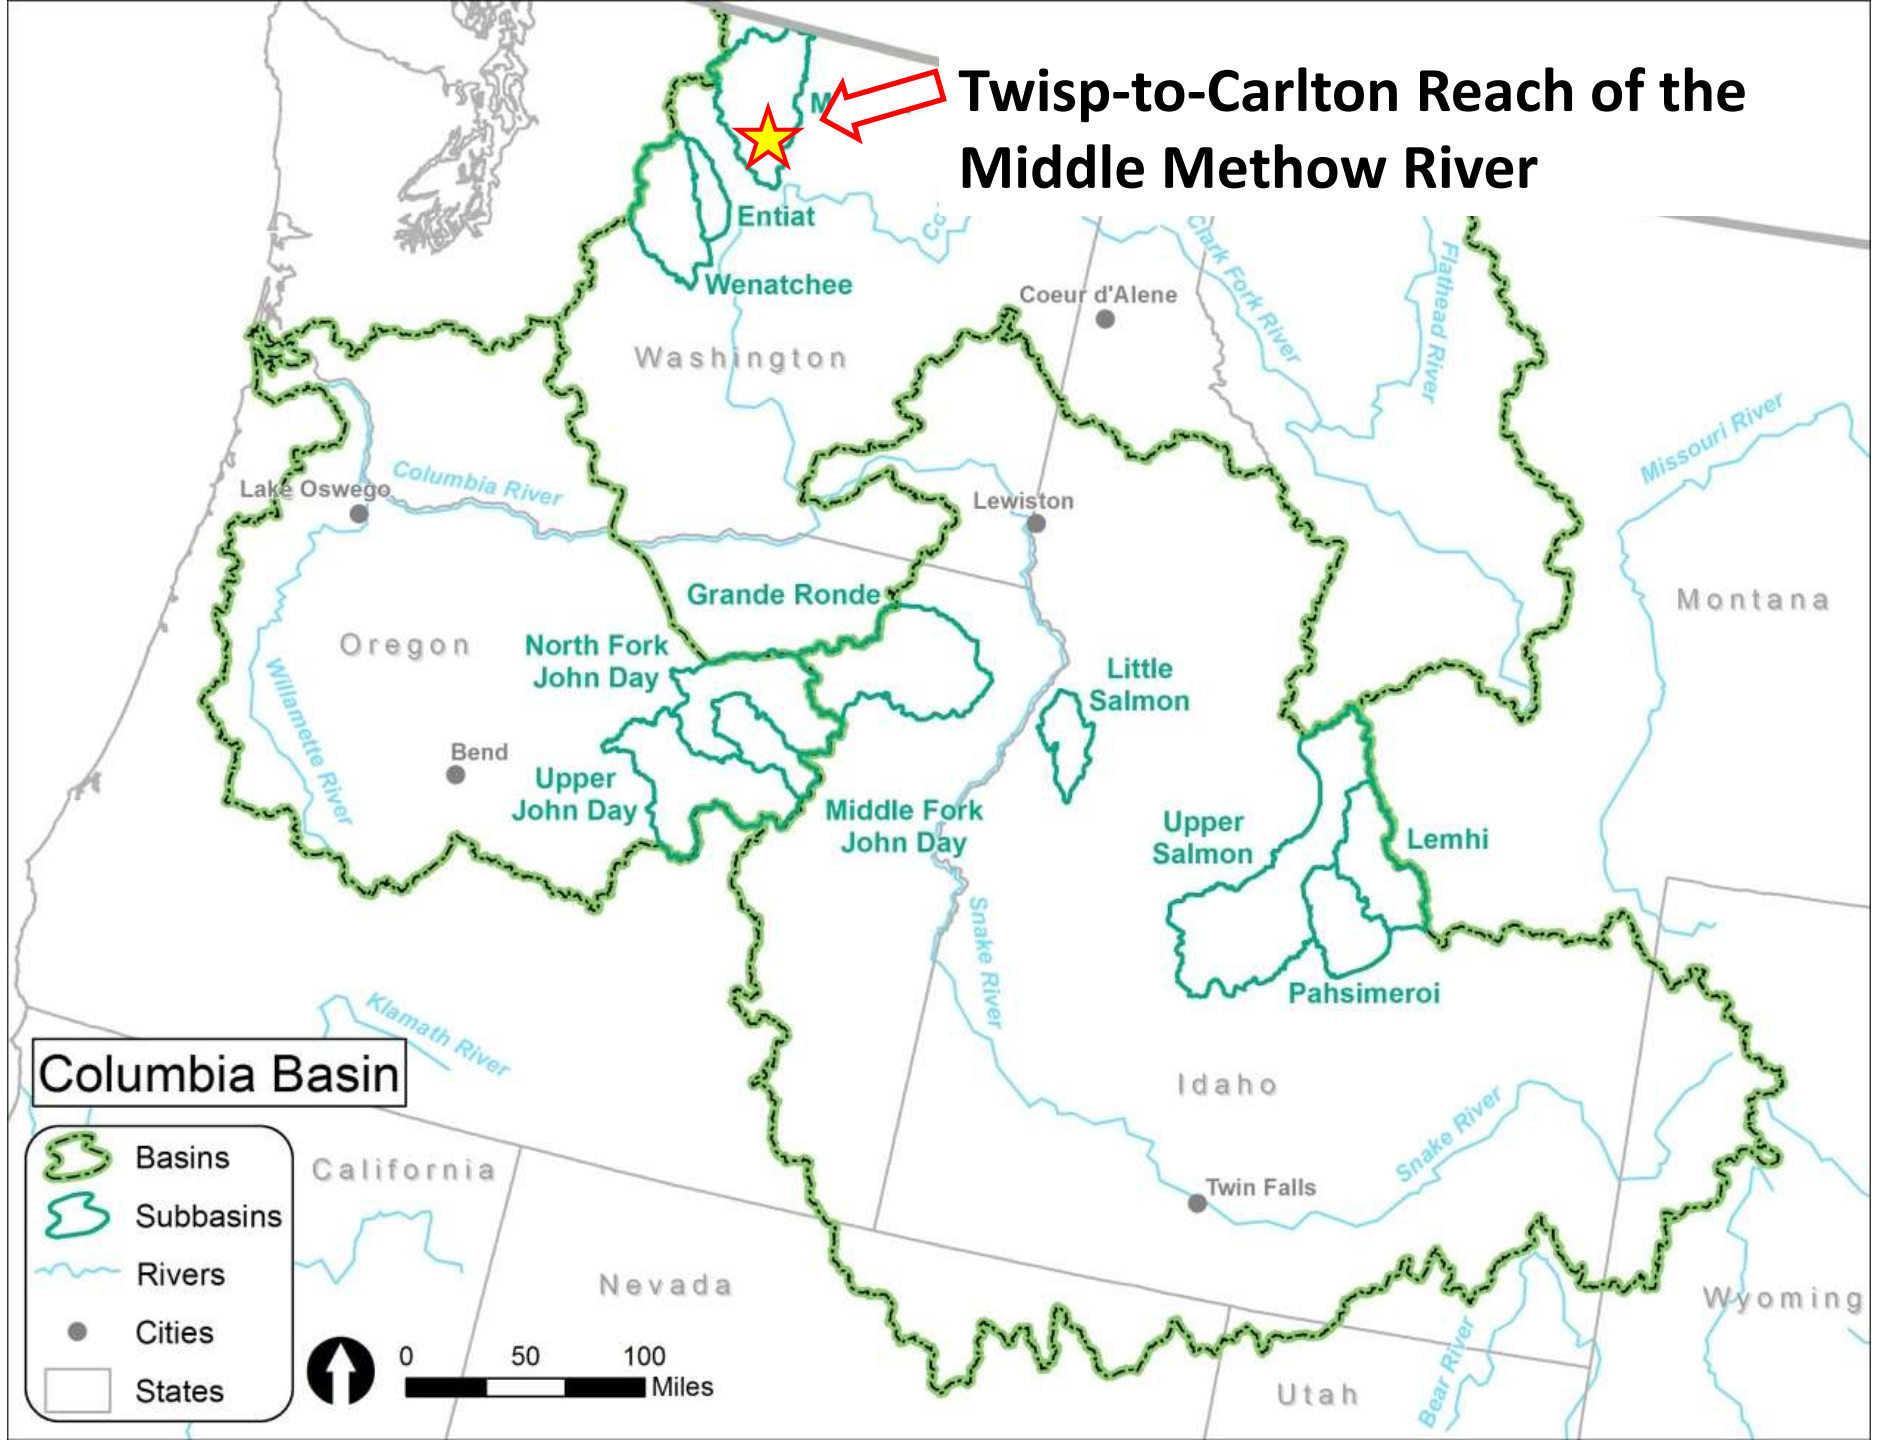 Twisp-to-Carlton Reach of the
Middle Methow River
M
Entiat
Co
Wenatchee
Clark Fork River
Flathead River
Coeur d'Alene
Washington
Missouri River
Lake Oswego
Columbia River
Lewiston
Grande Ronde
Montana
Oregon
North Fork
John Day
Little
Salmon
Willamette River
Bend
Upper
John Day
Middle Fork
John Day
Upper
Salmon
Lemhi
Snake River
Pahsimeroi
Klamath River
Columbia Basin
Idaho
Snake River
Basins
California
Twin Falls
Subbasins
Rivers
Nevada
Wyoming
Cities
0 50 100
Miles
States
Utah
Bear River